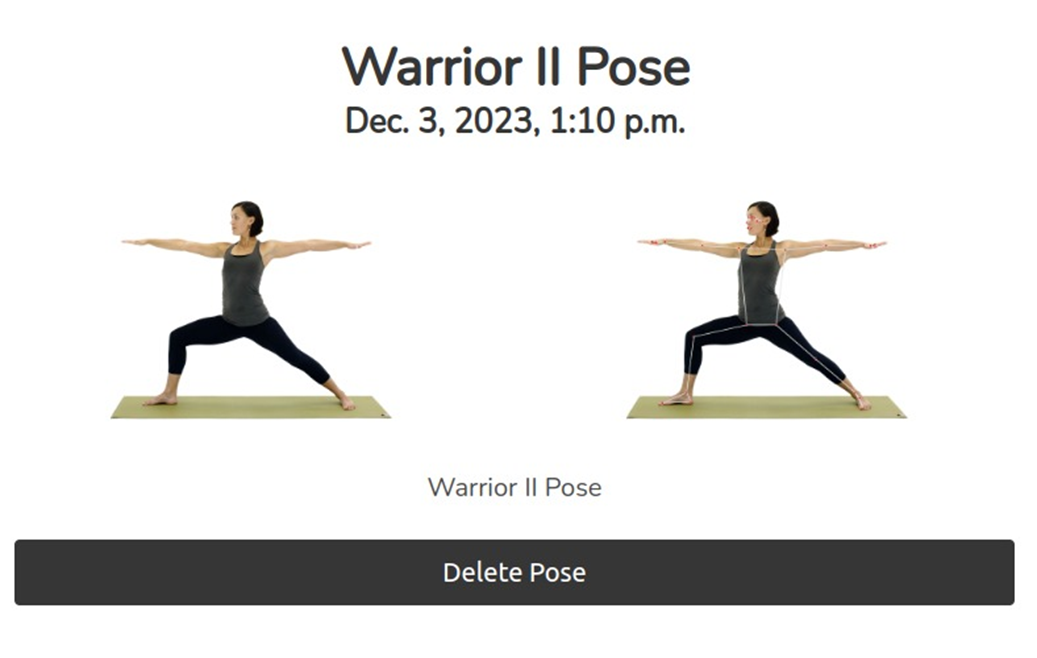 Warrior II Pose
Dec. 3, 2023, 1:10 p.m.
Warrior II Pose
Delete Pose